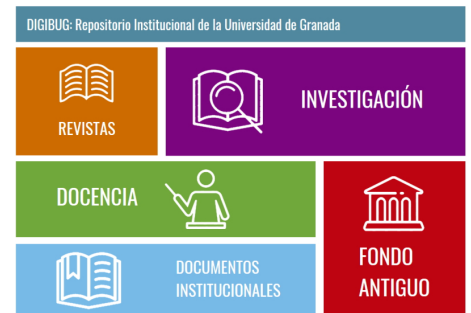 DIGIBUG: Repositorio Institucional de la Universidad de Granada
REVISTAS
INVESTIGACIÓN
DOCENCIA
DOCUMENTOS
INSTITUCIONALES
FONDO
ANTIGUO